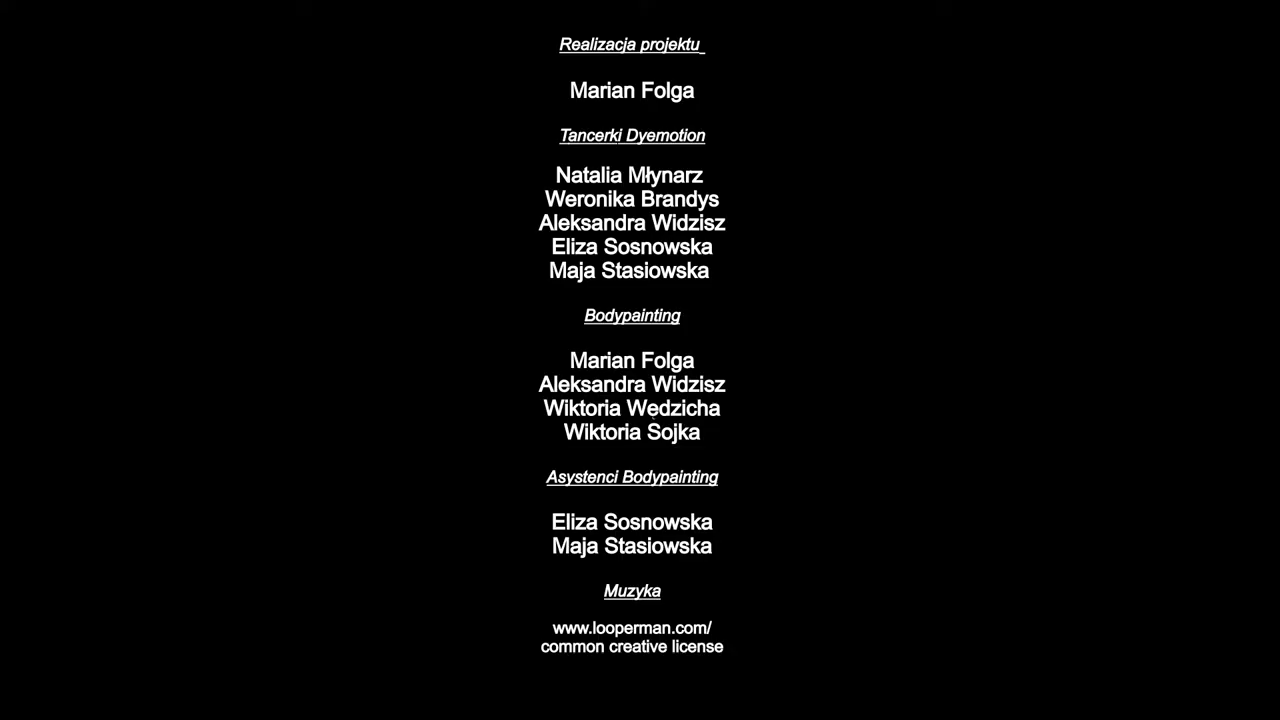 Realizacja projektu_
Marian Folga
Tancerki Dyemotion
Natalia Młynarz
Weronika Brandys
Aleksandra Widzisz
Eliza Sosnowska
Maja Stasiowska
Bodypainting
Marian Folga
Aleksandra Widzisz
Wiktoria Wędzicha
Wiktoria Sojka
Asystenci Bodypainting
Eliza Sosnowska
Maja Stasiowska
Muzyka
www.looperman.com/
common creative license